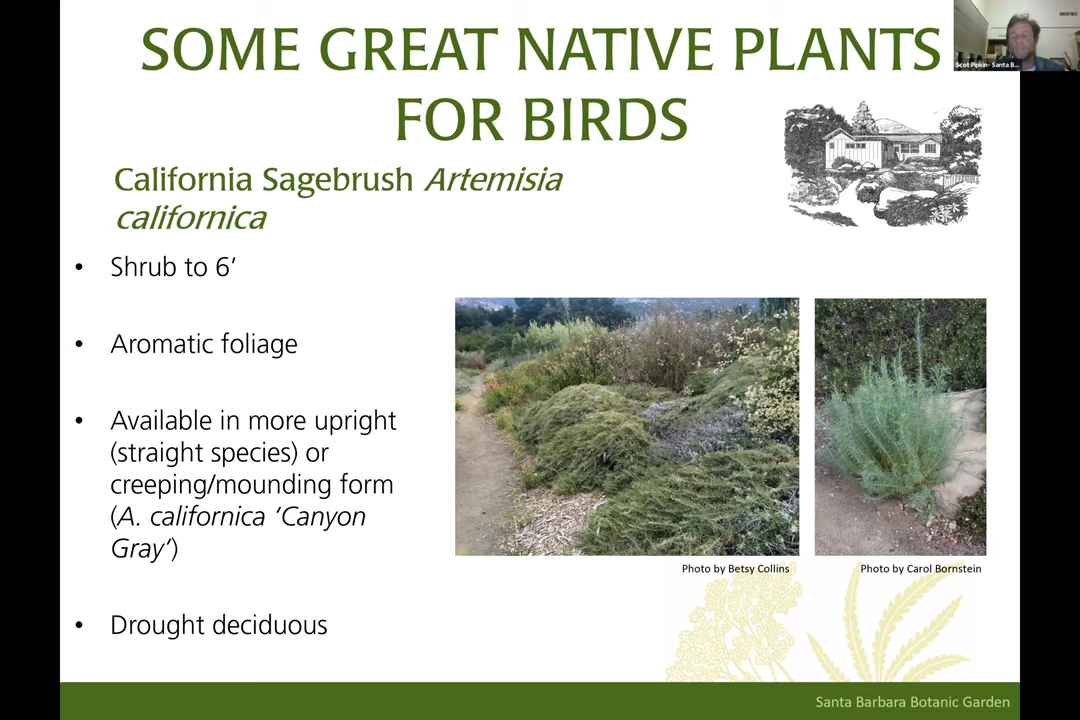 SOME GREAT NATIVE PLANTS
FOR BIRDS
Scot Pipkin- Santa B...
California Sagebrush Artemisia
californica
• Shrub to 6’
• Aromatic foliage
• Available in more upright
(straight species) or
creeping/mounding form
(A. californica ‘Canyon
Gray’)
• Drought deciduous
Photo by Betsy Collins
Photo by Carol Bornstein
Santa Barbara Botanic Garden